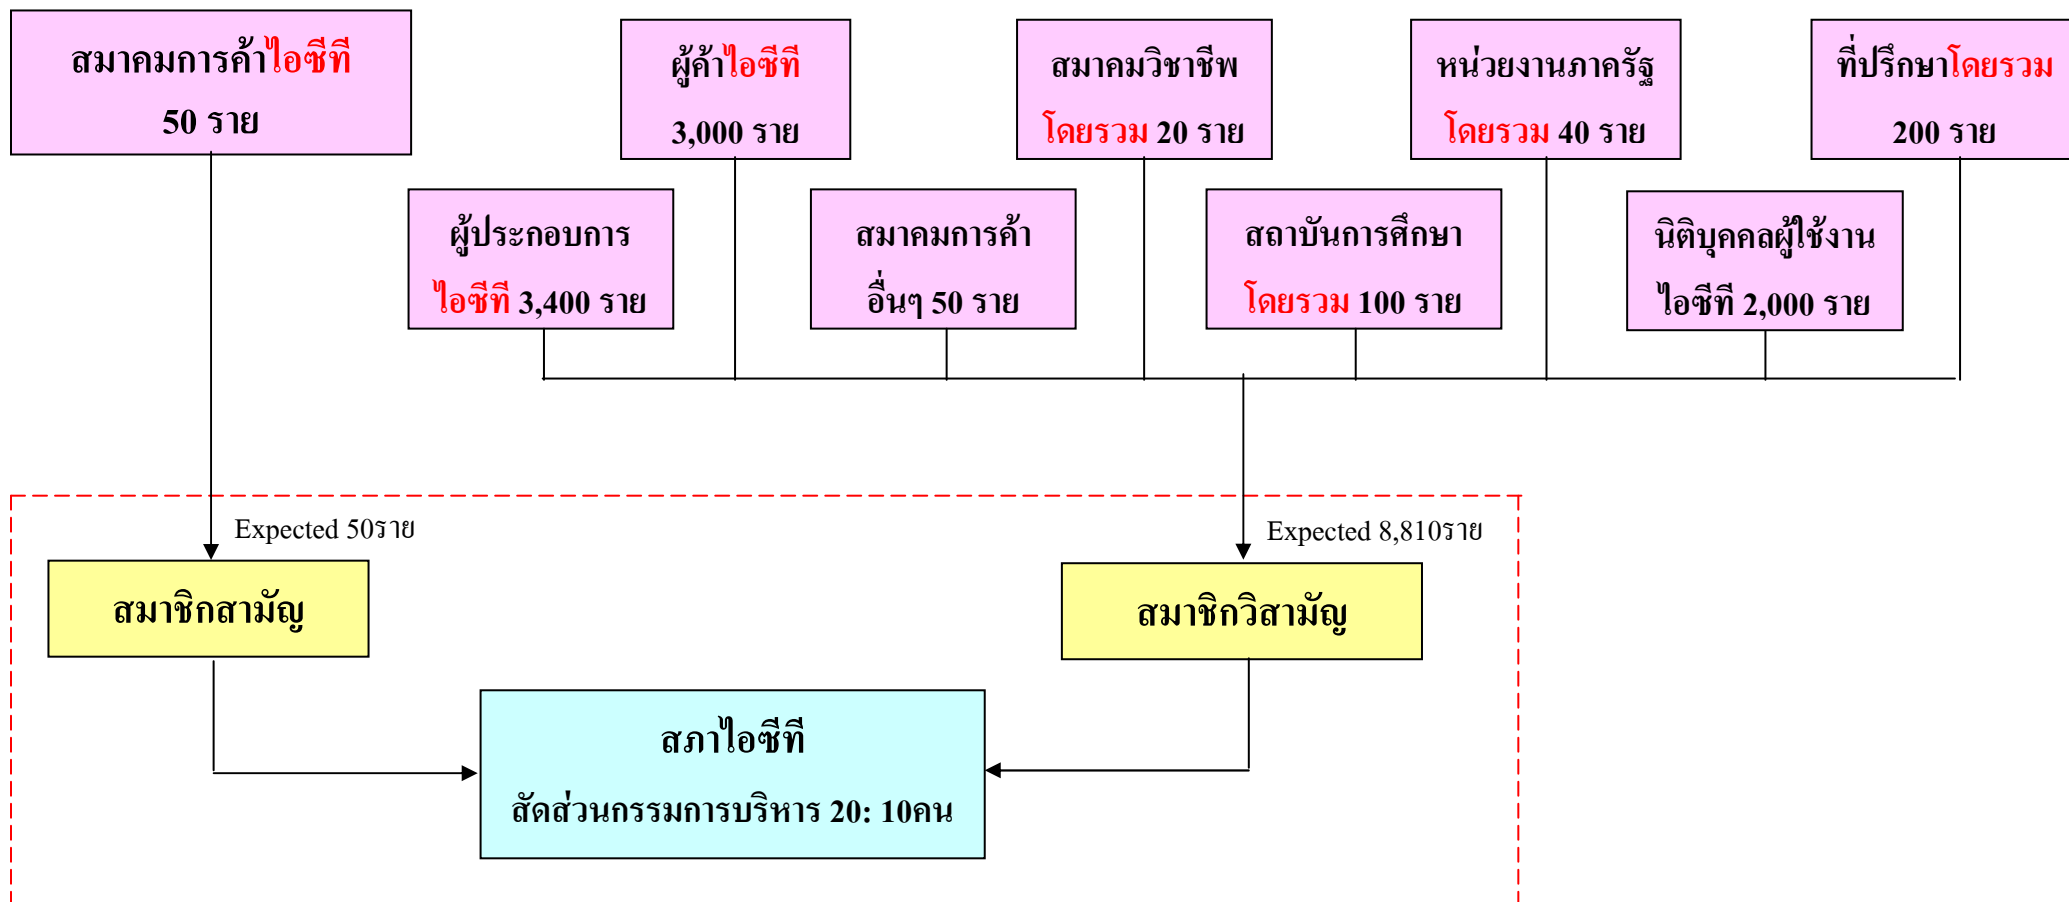 สมาคมการค้าไอซีที
50 ราย
ผู้ค้าไอซีที
3,000 ราย
สมาคมวิชาชีพ
โดยรวม 20 ราย
หน่วยงานภาครัฐ
โดยรวม 40 ราย
ที่ปรึกษาโดยรวม
200 ราย
ผู้ประกอบการ
ไอซีที 3,400 ราย
สมาคมการค้า
อื่นๆ 50 ราย
สถาบันการศึกษา
โดยรวม 100 ราย
นิติบุคคลผู้ใช้งาน
ไอซีที 2,000 ราย
Expected 50ราย
Expected 8,810ราย
สมาชิกสามัญ
สมาชิกวิสามัญ
สภาไอซีที
สัดส่วนกรรมการบริหาร 20: 10คน